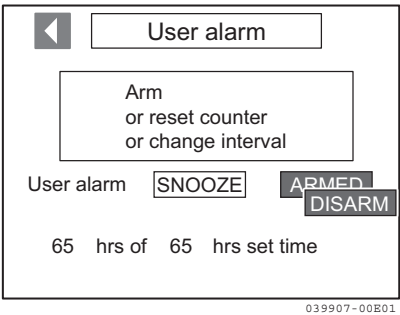 User alarm
Arm
or reset counter
or change interval
User alarm SNOOZE ARMED
DISARM
65 hrs of 65 hrs set time
039907-00E01